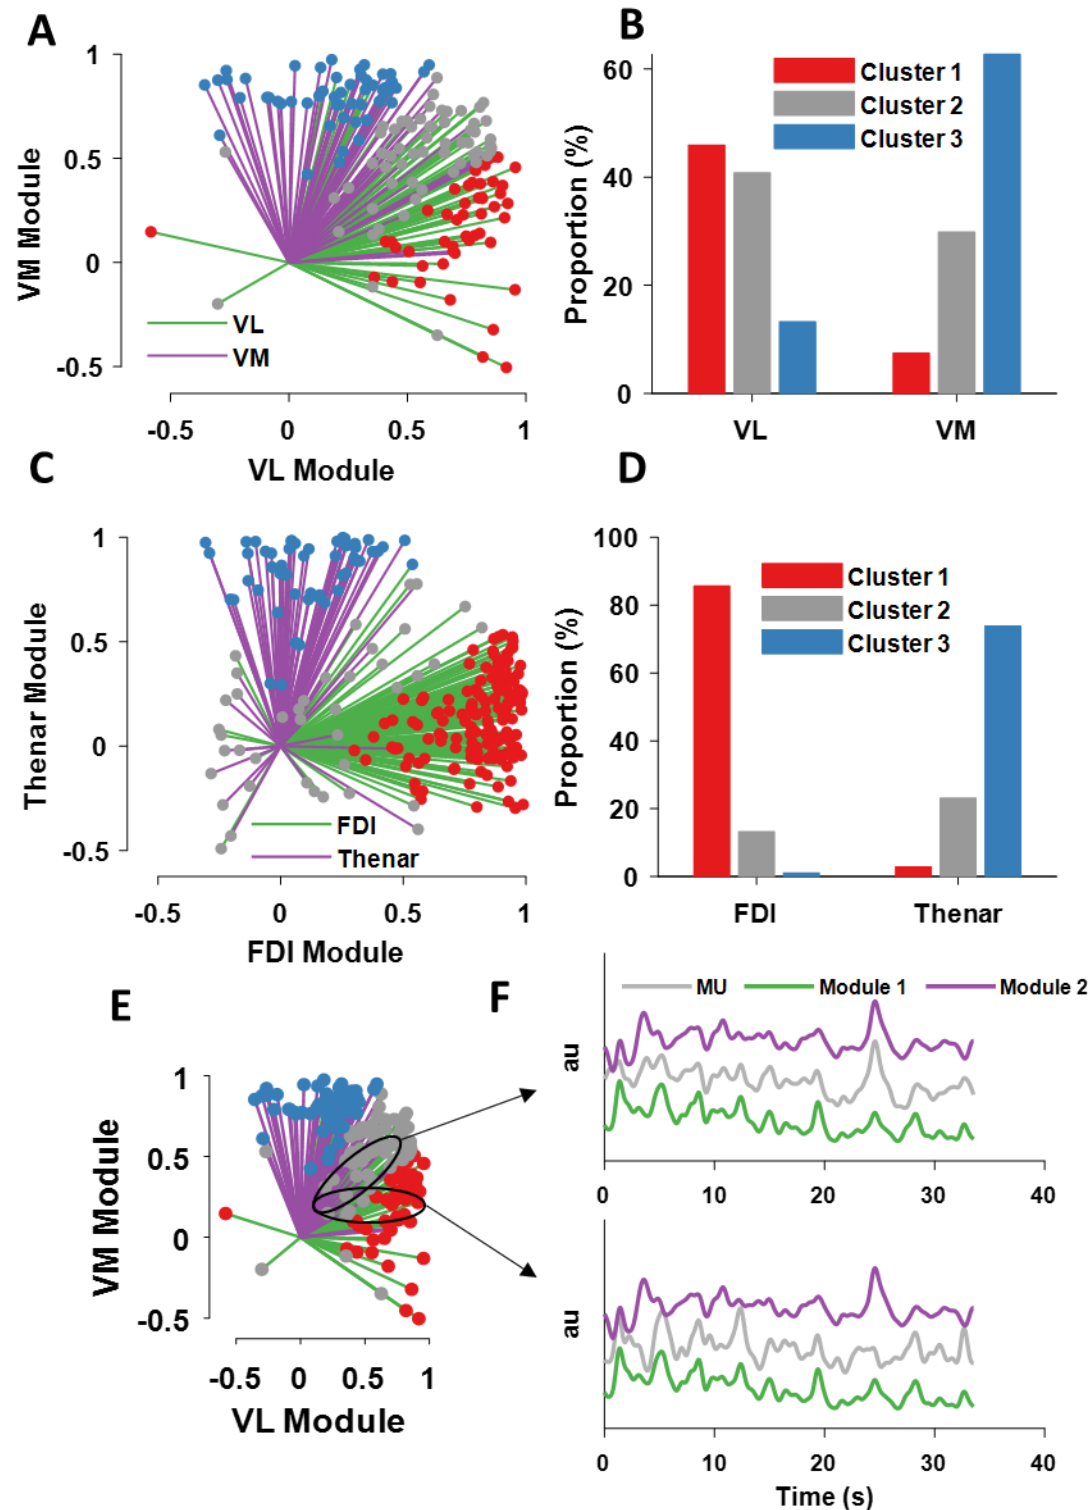 A
1
0.5
0
-0.5
VM Module
VL
VM
-0.5
0
0.5
1
VL Module
B
60
40
20
0
Proportion (%)
Cluster 1
Cluster 2
Cluster 3
VL
VM
C
1
0.5
0
-0.5
Thenar Module
FDI
Thenar
-0.5
0
0.5
1
FDI Module
D
100
80
60
40
20
0
Proportion (%)
Cluster 1
Cluster 2
Cluster 3
FDI
Thenar
E
1
0.5
0
-0.5
VM Module
-0.5
0
0.5
1
VL Module
F
MU
Module 1
Module 2
au
0
10
20
30
40
au
0
10
20
30
40
Time (s)